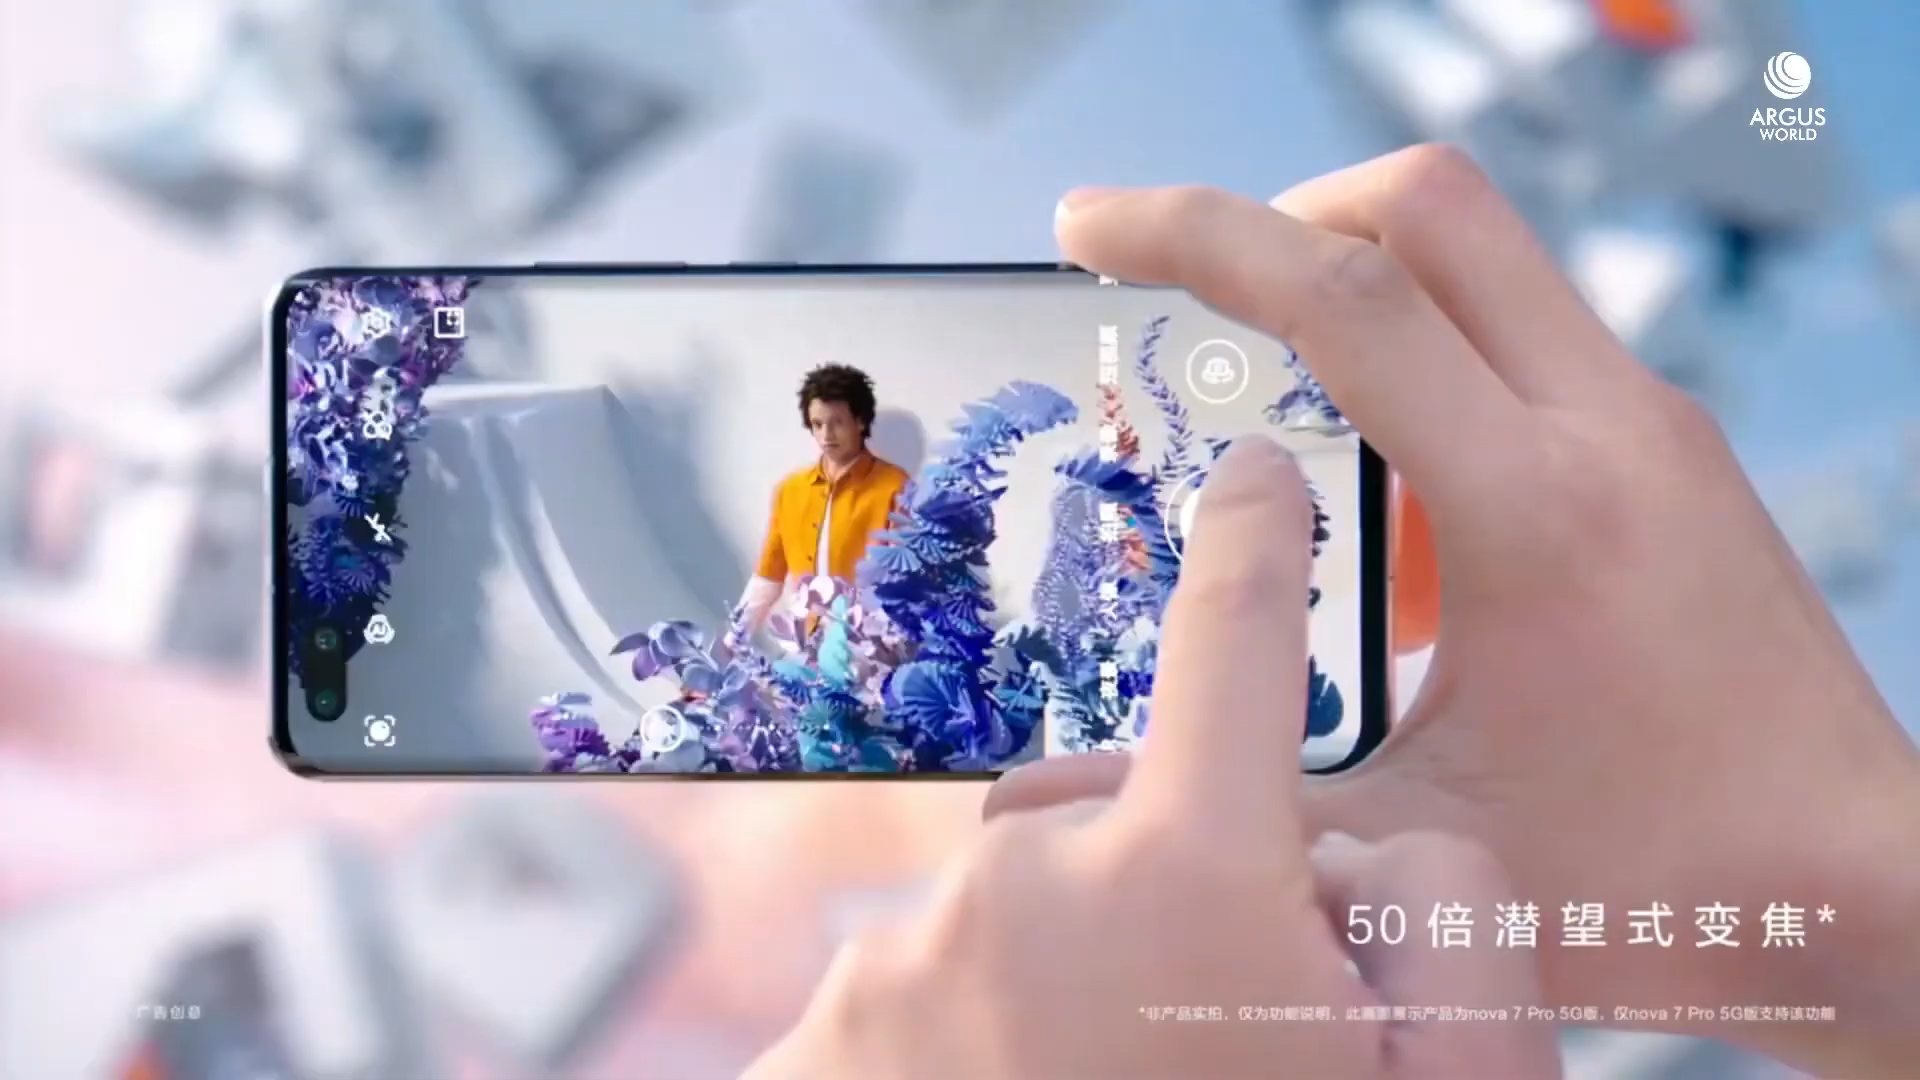 ARGUS
WORLD
50倍潜望式变焦*
广告创意
*非产品实拍，仅为功能说明，此画面展示产品为nova 7 Pro 5G版，仅nova 7 Pro 5G版支持该功能